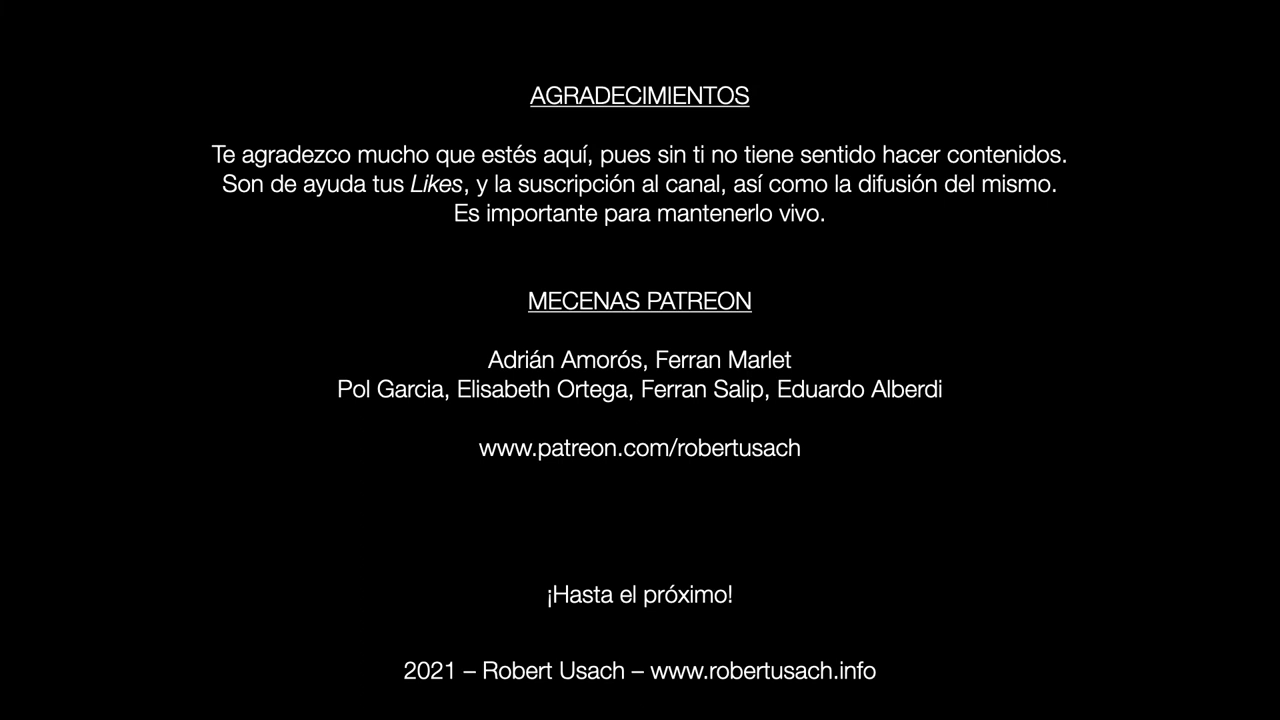 AGRADECIMIENTOS
Te agradezco mucho que estés aquí, pues sin ti no tiene sentido hacer contenidos.
Son de ayuda tus Likes, y la suscripción al canal, así como la difusión del mismo.
Es importante para mantenerlo vivo.
MECENAS PATREON
Adrián Amorós, Ferran Marlet
Pol Garcia, Elisabeth Ortega, Ferran Salip, Eduardo Alberdi
www.patreon.com/robertusach
¡Hasta el próximo!
2021 – Robert Usach – www.robertusach.info